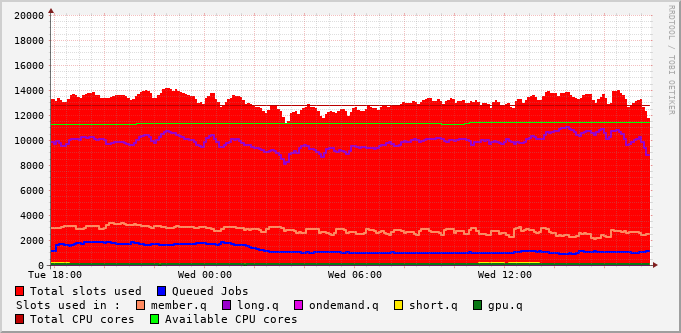 20000
18000
16000
14000
12000
10000
8000
6000
4000
2000
0
Tue 18:00 Wed 00:00 Wed 06:00 Wed 12:00
Total slots used Queued Jobs
Slots used in : member.q long.q ondemand.q short.q gpu.q
Total CPU cores Available CPU cores
RRDTOOL / TOBI OETIKER